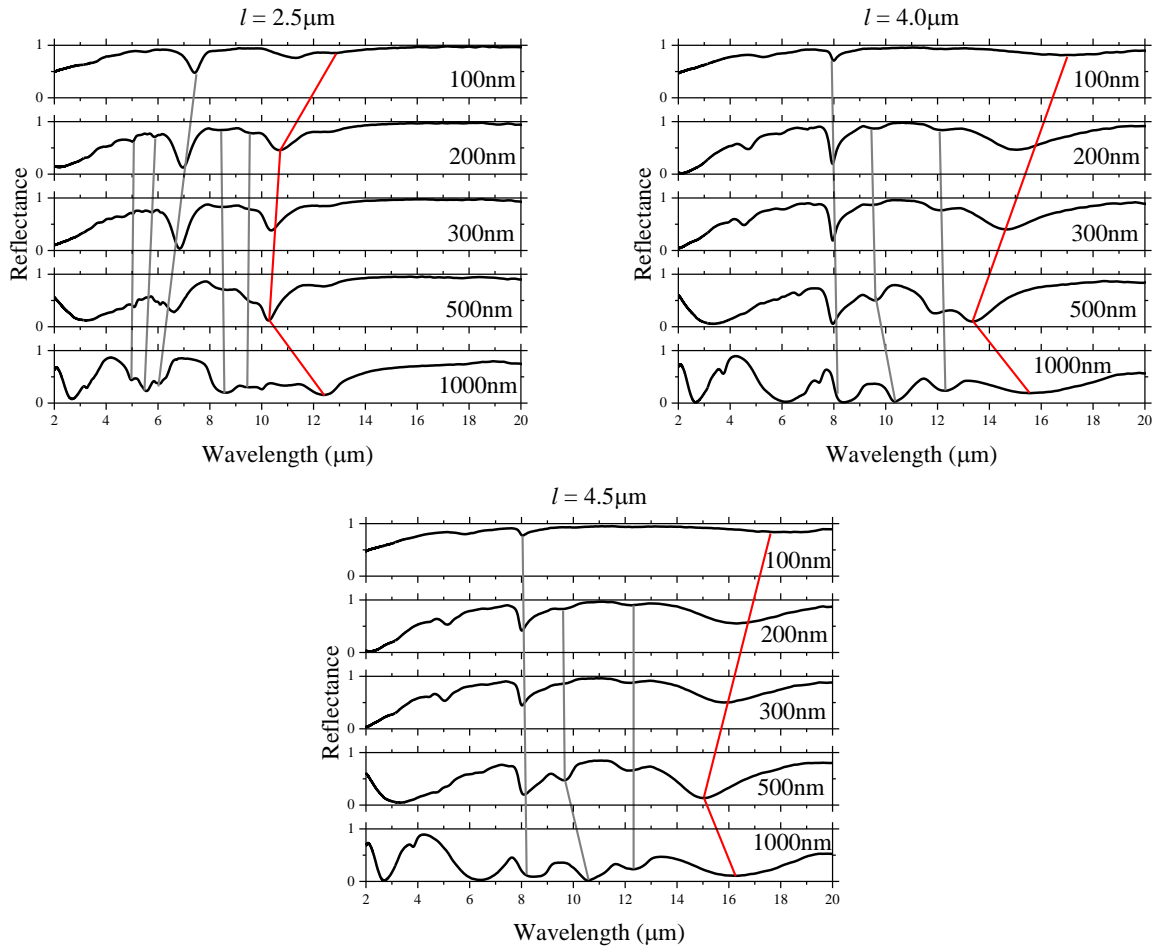 l = 2.5μm
Reflectance
1
0
100nm
1
0
200nm
1
0
300nm
1
0
500nm
1
0
1000nm
2 4 6 8 10 12 14 16 18 20
Wavelength (μm)
l = 4.0μm
Reflectance
1
0
100nm
1
0
200nm
1
0
300nm
1
0
500nm
1
0
1000nm
2 4 6 8 10 12 14 16 18 20
Wavelength (μm)
l = 4.5μm
Reflectance
1
0
100nm
1
0
200nm
1
0
300nm
1
0
500nm
1
0
1000nm
2 4 6 8 10 12 14 16 18 20
Wavelength (μm)